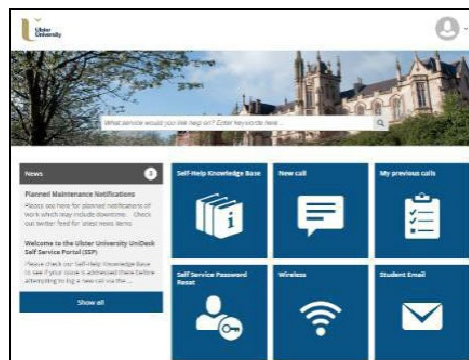 Ulster
University
What service would you like help on? Enter keywords here ...
News
Planned Maintenance Notifications
Please see here for planned notifications of
work which may include downtime. Check
our twitter feed for latest news items
Welcome to the Ulster University UniDesk
Self Service Portal (SSP)
Please check our Self-Help Knowledge Base
to see if your issue is addressed there before
attempting to log a new call via the ...
Show all
Self-Help Knowledge Base
New call
My previous calls
Self Service Password
Reset
Wireless
Student Email